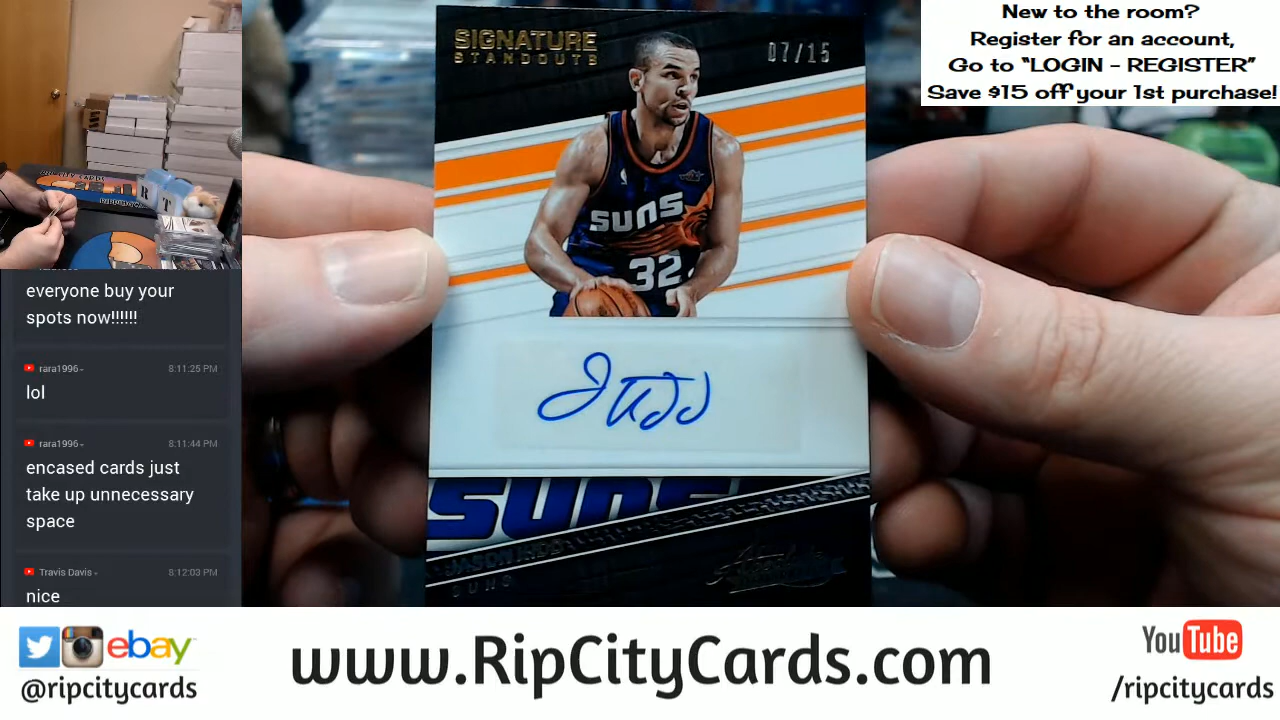 New to the room?
Register for an account,
Go to “LOGIN - REGISTER”
Save $15 off your 1st purchase!
SIGNATURE
STANDOUTS
07/15
SUNS
32
SUNS
JASON KIDD
SUNS
everyone buy your
spots now!!!!!!
rara1996
8:11:25 PM
lol
rara1996
8:11:44 PM
encased cards just
take up unnecessary
space
Travis Davis
8:12:03 PM
nice
ebay
@ripcitycards
www.RipCityCards.com
YouTube
/ripcitycards